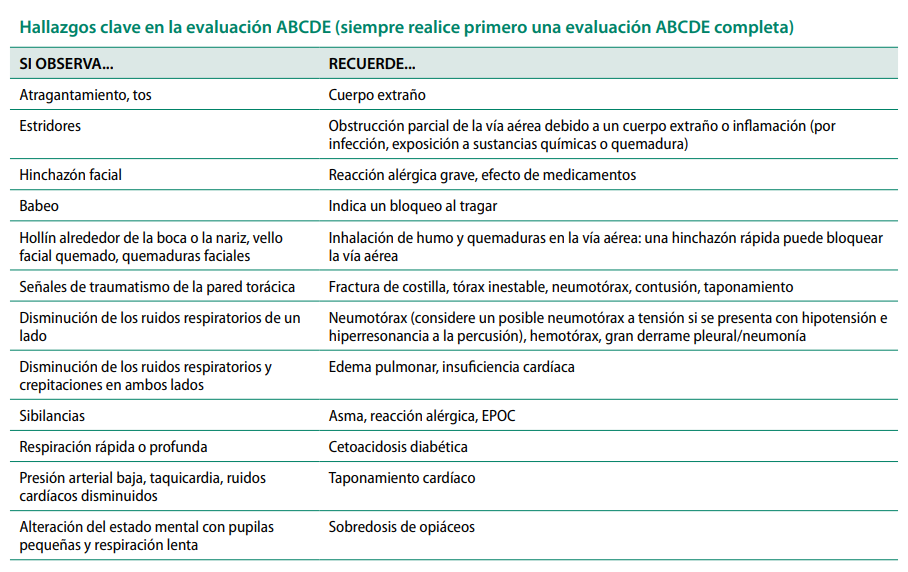 Hallazgos clave en la evaluación ABCDE (siempre realice primero una evaluación ABCDE completa)
SI OBSERVA... RECUERDE...
Atragantamiento, tos Cuerpo extraño
Estridores Obstrucción parcial de la vía aérea debido a un cuerpo extraño o inflamación (por
infección, exposición a sustancias químicas o quemadura)
Hinchazón facial Reacción alérgica grave, efecto de medicamentos
Babeo Indica un bloqueo al tragar
Hollín alrededor de la boca o la nariz, vello
facial quemado, quemaduras faciales
Inhalación de humo y quemaduras en la vía aérea: una hinchazón rápida puede bloquear
la vía aérea
Señales de traumatismo de la pared torácica Fractura de costilla, tórax inestable, neumotórax, contusión, taponamiento
Disminución de los ruidos respiratorios de un
lado
Neumotórax (considere un posible neumotórax a tensión si se presenta con hipotensión e
hiperresonancia a la percusión), hemotórax, gran derrame pleural/neumonía
Disminución de los ruidos respiratorios y
crepitaciones en ambos lados
Edema pulmonar, insuficiencia cardíaca
Sibilancias Asma, reacción alérgica, EPOC
Respiración rápida o profunda Cetoacidosis diabética
Presión arterial baja, taquicardia, ruidos
cardíacos disminuidos
Taponamiento cardíaco
Alteración del estado mental con pupilas
pequeñas y respiración lenta
Sobredosis de opiáceos